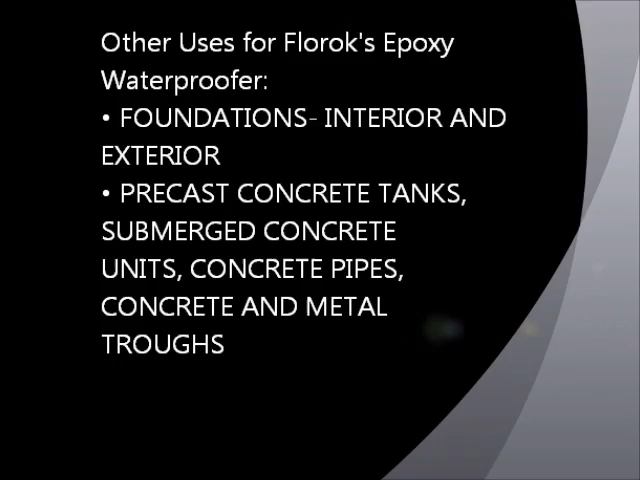 Other Uses for Florok's Epoxy
Waterproofer:
• FOUNDATIONS- INTERIOR AND
EXTERIOR
• PRECAST CONCRETE TANKS,
SUBMERGED CONCRETE
UNITS, CONCRETE PIPES,
CONCRETE AND METAL
TROUGHS